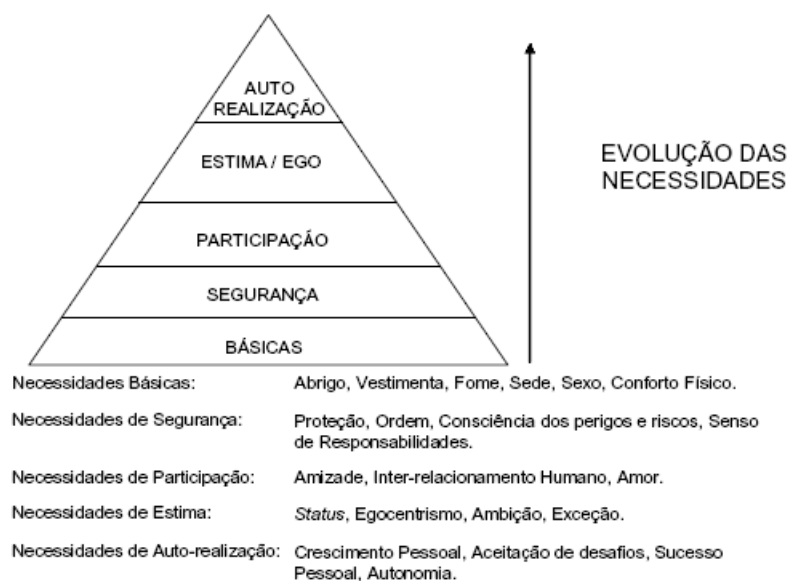 AUTO
REALIZAÇÃO
ESTIMA / EGO
PARTICIPAÇÃO
SEGURANÇA
BÁSICAS
EVOLUÇÃO DAS
NECESSIDADES
Necessidades Básicas: Abrigo, Vestimenta, Fome, Sede, Sexo, Conforto Físico.
Necessidades de Segurança: Proteção, Ordem, Consciência dos perigos e riscos, Senso
de Responsabilidades.
Necessidades de Participação: Amizade, Inter-relacionamento Humano, Amor.
Necessidades de Estima: Status, Egocentrismo, Ambição, Exceção.
Necessidades de Auto-realização: Crescimento Pessoal, Aceitação de desafios, Sucesso
Pessoal, Autonomia.